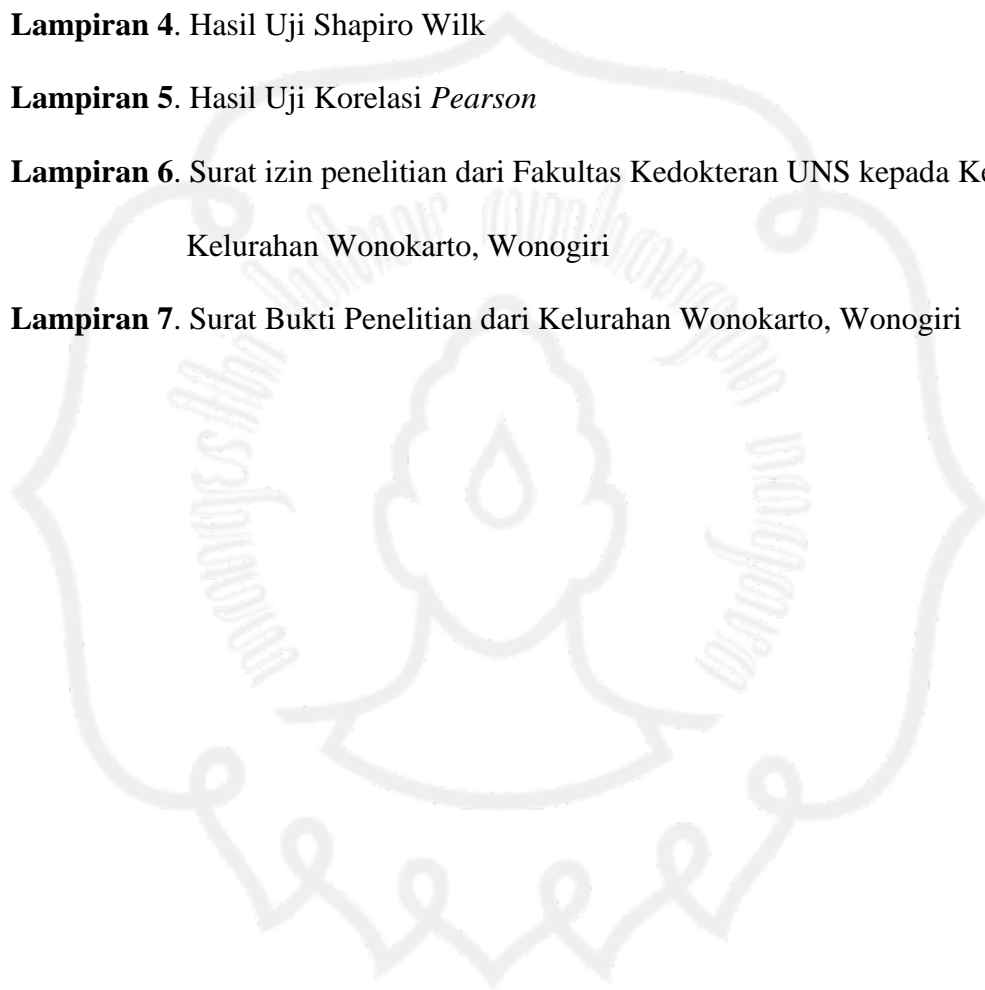 Lampiran 4. Hasil Uji Shapiro Wilk
Lampiran 5. Hasil Uji Korelasi Pearson
Lampiran 6. Surat izin penelitian dari Fakultas Kedokteran UNS kepada
Kelurahan Wonokarto, Wonogiri
Lampiran 7. Surat Bukti Penelitian dari Kelurahan Wonokarto, Wonogiri